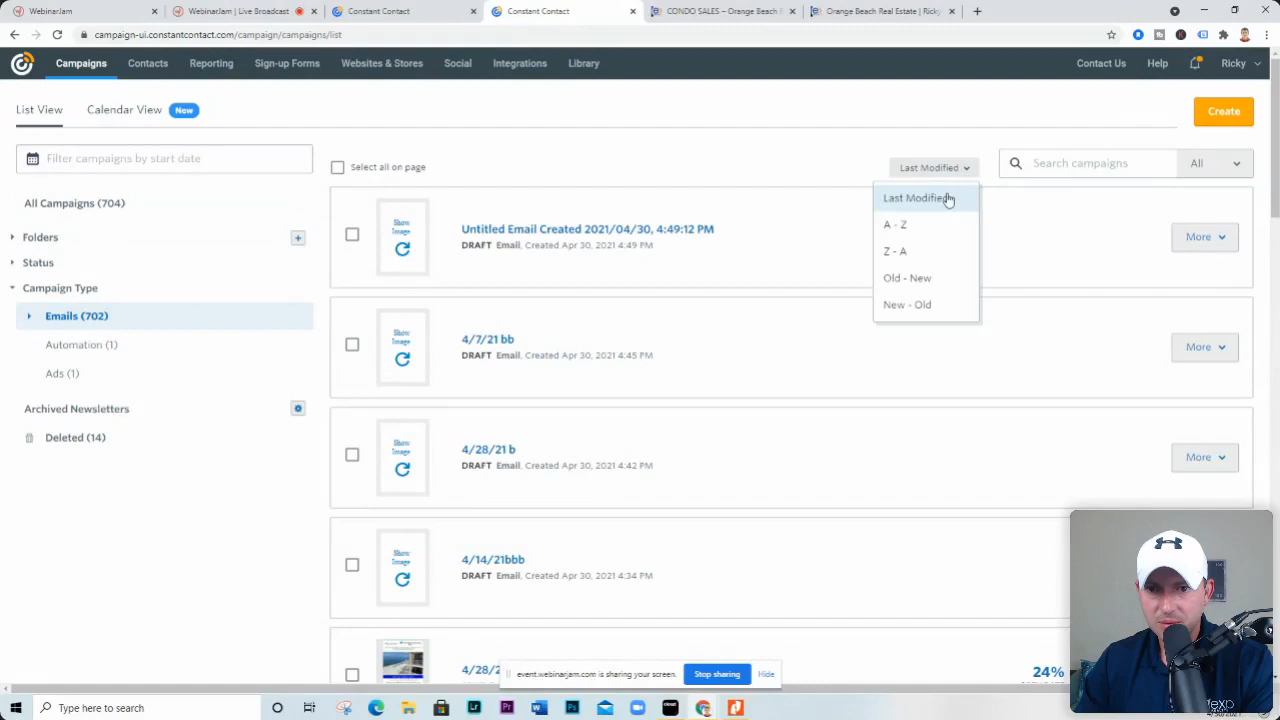 WebinarJam
WebinarJam | Live Broadcast
Constant Contact
Constant Contact
CONDO SALES – Orange Beach
Orange Beach Real Estate | Ricky
campaign-ui.constantcontact.com/campaign/campaigns/list
Campaigns
Contacts
Reporting
Sign-up Forms
Websites & Stores
Social
Integrations
Library
Contact Us
Help
Ricky
List View
Calendar View
New
Create
Filter campaigns by start date
Select all on page
Last Modified
Search campaigns
All
All Campaigns (704)
Folders
Status
Campaign Type
Emails (702)
Automation (1)
Ads (1)
Archived Newsletters
Deleted (14)
Last Modified
A - Z
Z - A
Old - New
New - Old
Show
Image
Untitled Email Created 2021/04/30, 4:49:12 PM
DRAFT Email, Created Apr 30, 2021 4:49 PM
More
Show
Image
4/7/21 bb
DRAFT Email, Created Apr 30, 2021 4:45 PM
More
Show
Image
4/28/21 b
DRAFT Email, Created Apr 30, 2021 4:42 PM
More
Show
Image
4/14/21bbb
DRAFT Email, Created Apr 30, 2021 4:34 PM
4/28/2
24%
event.webinarjam.com is sharing your screen.
Stop sharing
Hide
Type here to search